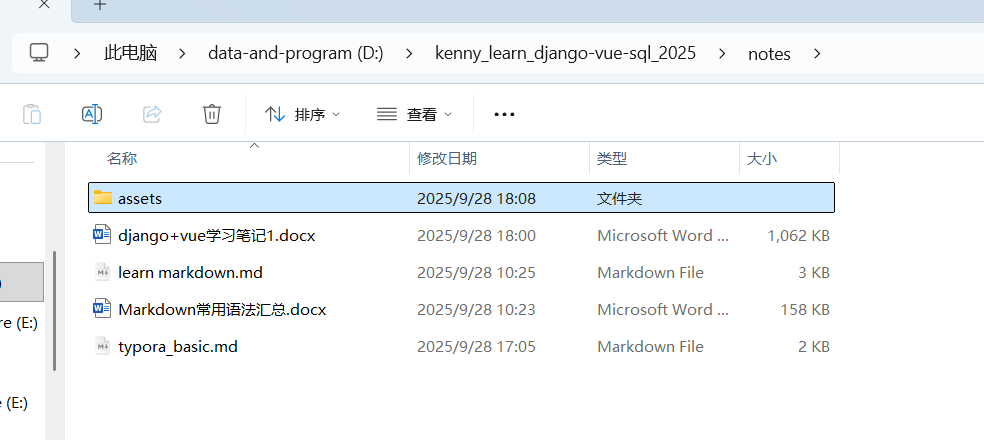 此电脑 > data-and-program (D:) > kenny_learn_django-vue-sql_2025 > notes >
排序 查看 ...
名称 修改日期 类型 大小
assets 2025/9/28 18:08 文件夹
django+vue学习笔记1.docx 2025/9/28 18:00 Microsoft Word ... 1,062 KB
learn markdown.md 2025/9/28 10:25 Markdown File 3 KB
Markdown常用语法汇总.docx 2025/9/28 10:23 Microsoft Word ... 158 KB
typora_basic.md 2025/9/28 17:05 Markdown File 2 KB
re (E:)
(E:)